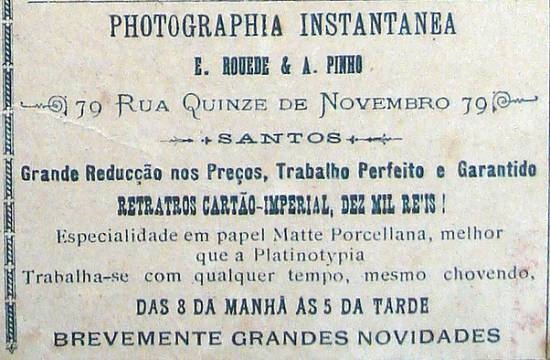 PHOTOGRAPHIA INSTANTANEA
E. ROUEDE & A. PINHO
79 RUA QUINZE DE NOVEMBRO 79
SANTOS
Grande Reducção nos Preços, Trabalho Perfeito e Garantido
RETRATROS CARTÃO-IMPERIAL, DEZ MIL RE'IS!
Especialidade em papel Matte Porcellana, melhor
que a Platinotypia
Trabalha-se com qualquer tempo, mesmo chovendo,
DAS 8 DA MANHÃ AS 5 DA TARDE
BREVEMENTE GRANDES NOVIDADES